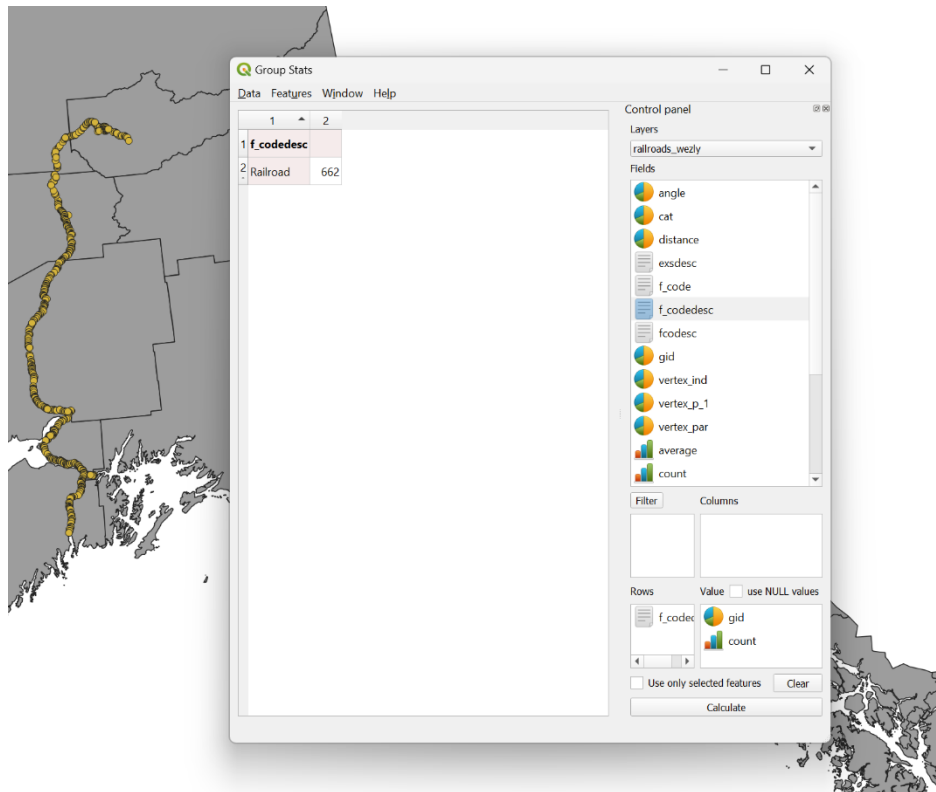 Group Stats
Data Features Window Help
1 2
1 f_codedesc
2 Railroad 662
Control panel
Layers
railroads_wezly
Fields
angle
cat
distance
exsdesc
f_code
f_codedesc
fcodesc
gid
vertex_ind
vertex_p_1
vertex_par
average
count
Filter Columns
Rows Value use NULL values
f_codec gid
count
Use only selected features Clear
Calculate